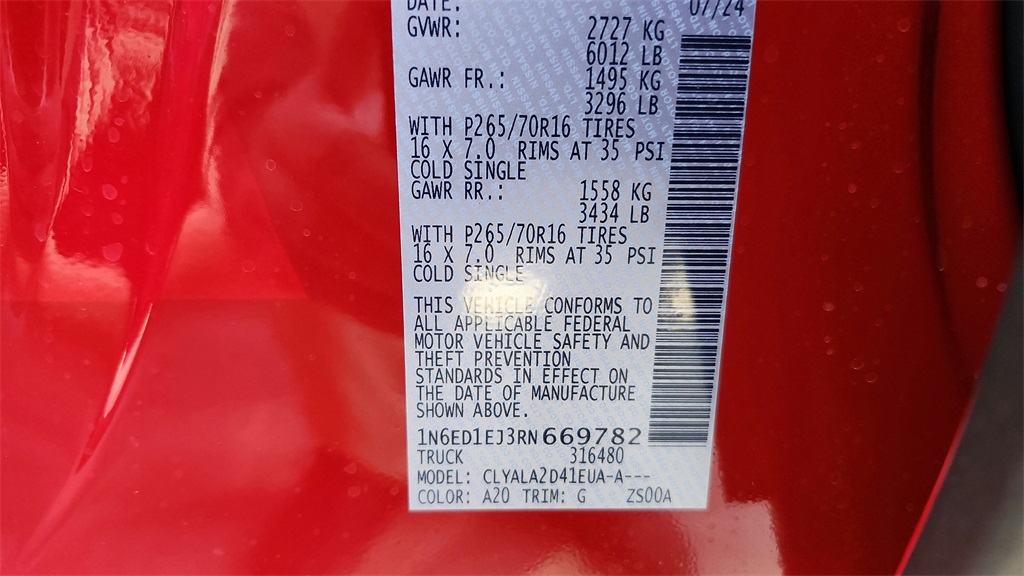 DATE: 07/24
GVWR: 2727 KG
6012 LB
GAWR FR.: 1495 KG
3296 LB
WITH P265/70R16 TIRES
16 X 7.0 RIMS AT 35 PSI
COLD SINGLE
GAWR RR.: 1558 KG
3434 LB
WITH P265/70R16 TIRES
16 X 7.0 RIMS AT 35 PSI
COLD SINGLE
THIS VEHICLE CONFORMS TO
ALL APPLICABLE FEDERAL
MOTOR VEHICLE SAFETY AND
THEFT PREVENTION
STANDARDS IN EFFECT ON
THE DATE OF MANUFACTURE
SHOWN ABOVE.
1N6ED1EJ3RN669782
TRUCK 316480
MODEL: CLYALA2D41EUA-A---
COLOR: A20 TRIM: G ZS00A